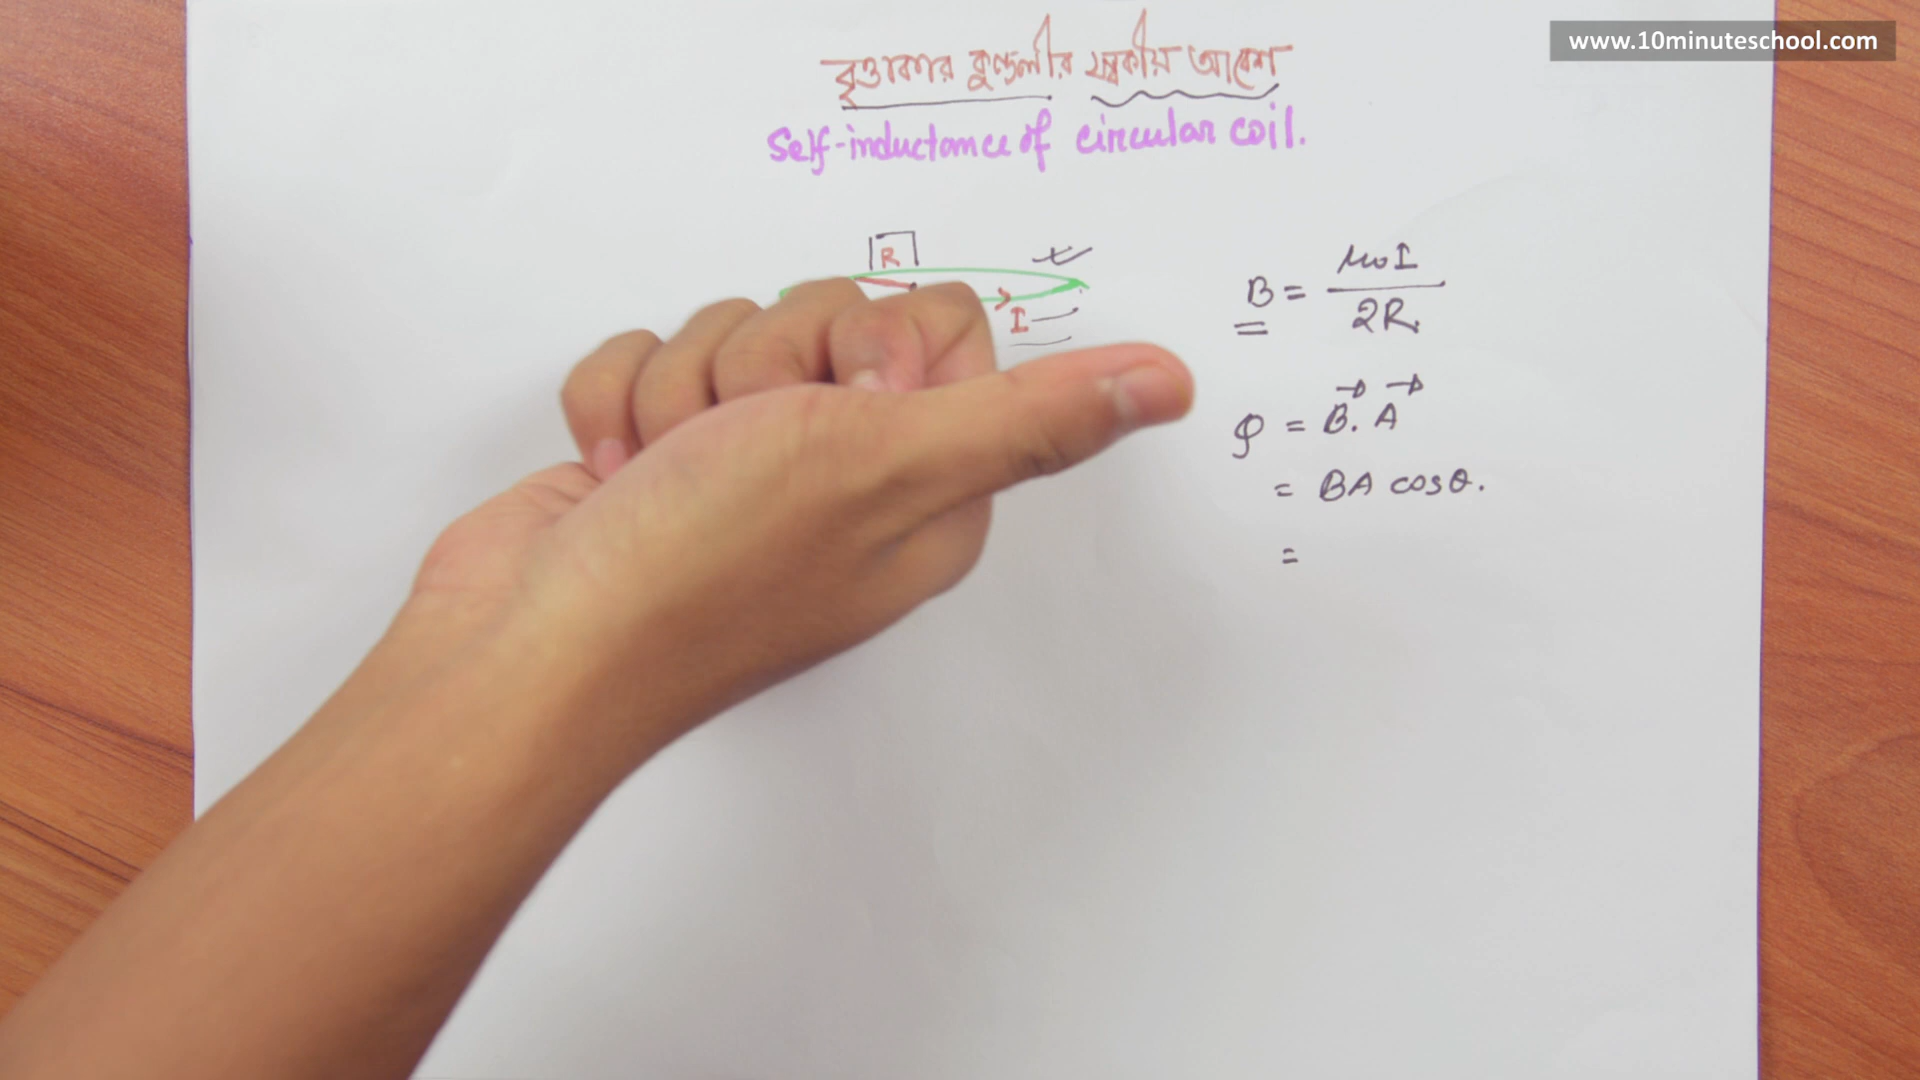 www.10minuteschool.com
বৃত্তাকার কুণ্ডলীর স্বকীয় আবেশ
Self-inductance of circular coil.
R
I
B = μ₀I / 2R
φ = B⃗. A⃗
= BA cosθ.
=